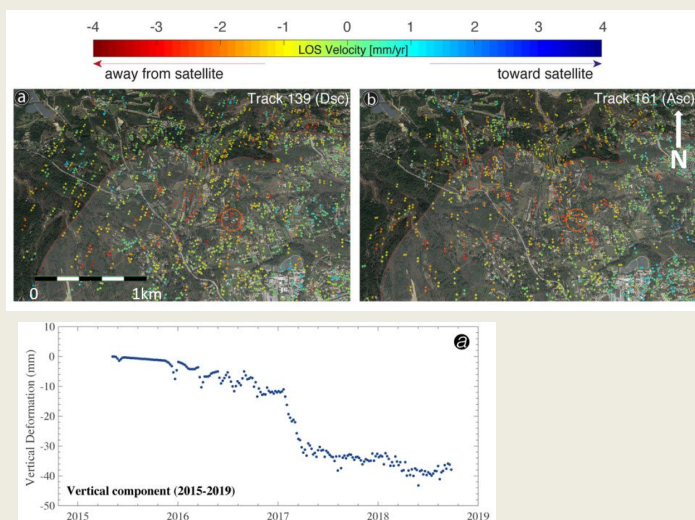 -4 -3 -2 -1 0 1 2 3 4
LOS Velocity [mm/yr]
away from satellite toward satellite
a Track 139 (Dsc) b Track 161 (Asc)
N
0 1km
a
0
-10
-20
-30
-40
-50
Vertical Deformation (mm)
Vertical component (2015-2019)
2015 2016 2017 2018 2019